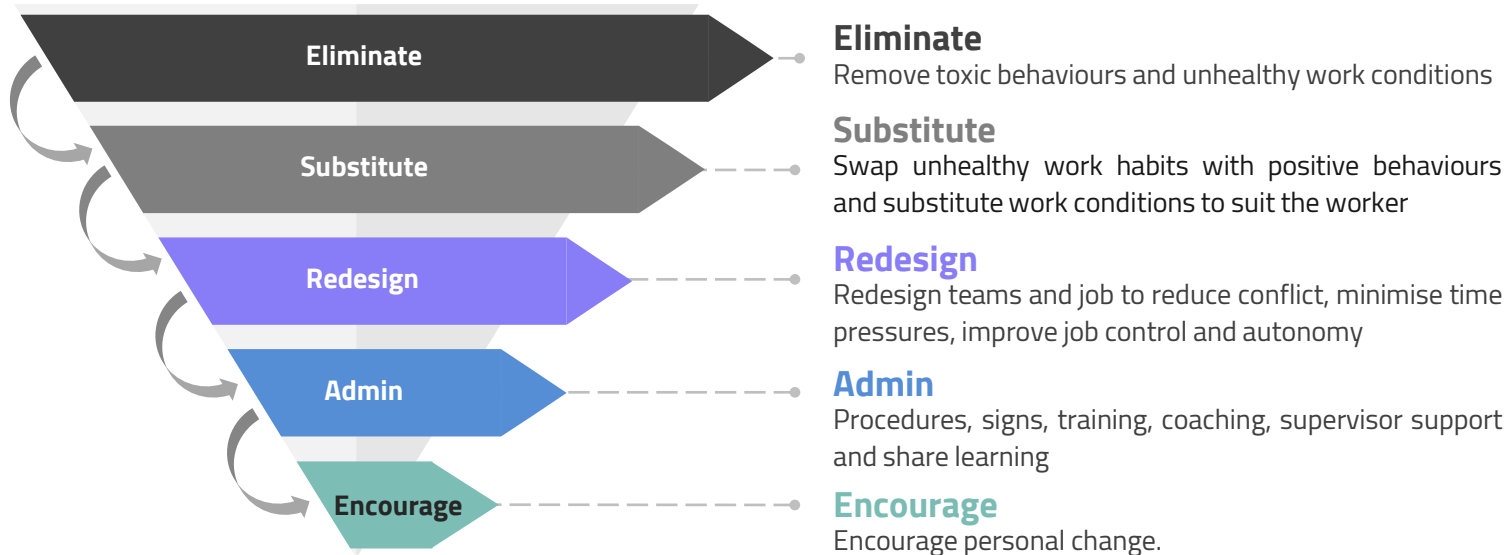 Eliminate
Eliminate
Remove toxic behaviours and unhealthy work conditions
Substitute
Substitute
Swap unhealthy work habits with positive behaviours
and substitute work conditions to suit the worker
Redesign
Redesign
Redesign teams and job to reduce conflict, minimise time
pressures, improve job control and autonomy
Admin
Admin
Procedures, signs, training, coaching, supervisor support
and share learning
Encourage
Encourage
Encourage personal change.